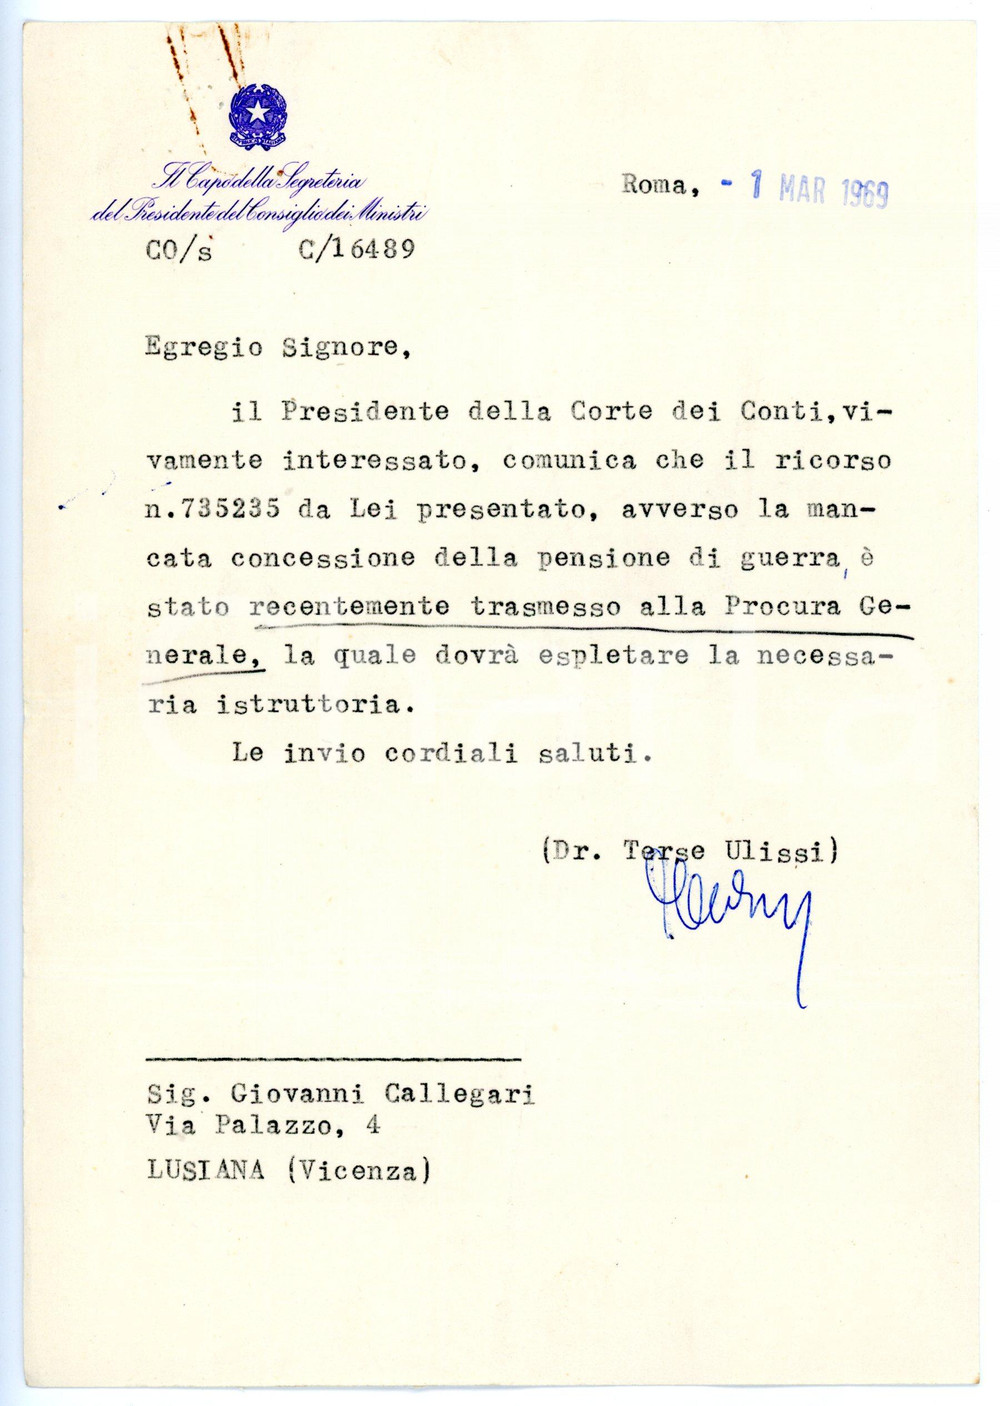 Il Capo della Segreteria
del Presidente del Consiglio dei Ministri
Roma, - 1 MAR 1969
CO/s C/16489
Egregio Signore,
il Presidente della Corte dei Conti, vi-
vamente interessato, comunica che il ricorso
n.735235 da Lei presentato, avverso la man-
cata concessione della pensione di guerra, è
stato recentemente trasmesso alla Procura Ge-
nerale, la quale dovrà espletare la necessa-
ria istruttoria.
Le invio cordiali saluti.
(Dr. Terse Ulissi)
Sig. Giovanni Callegari
Via Palazzo, 4
LUSIANA (Vicenza)